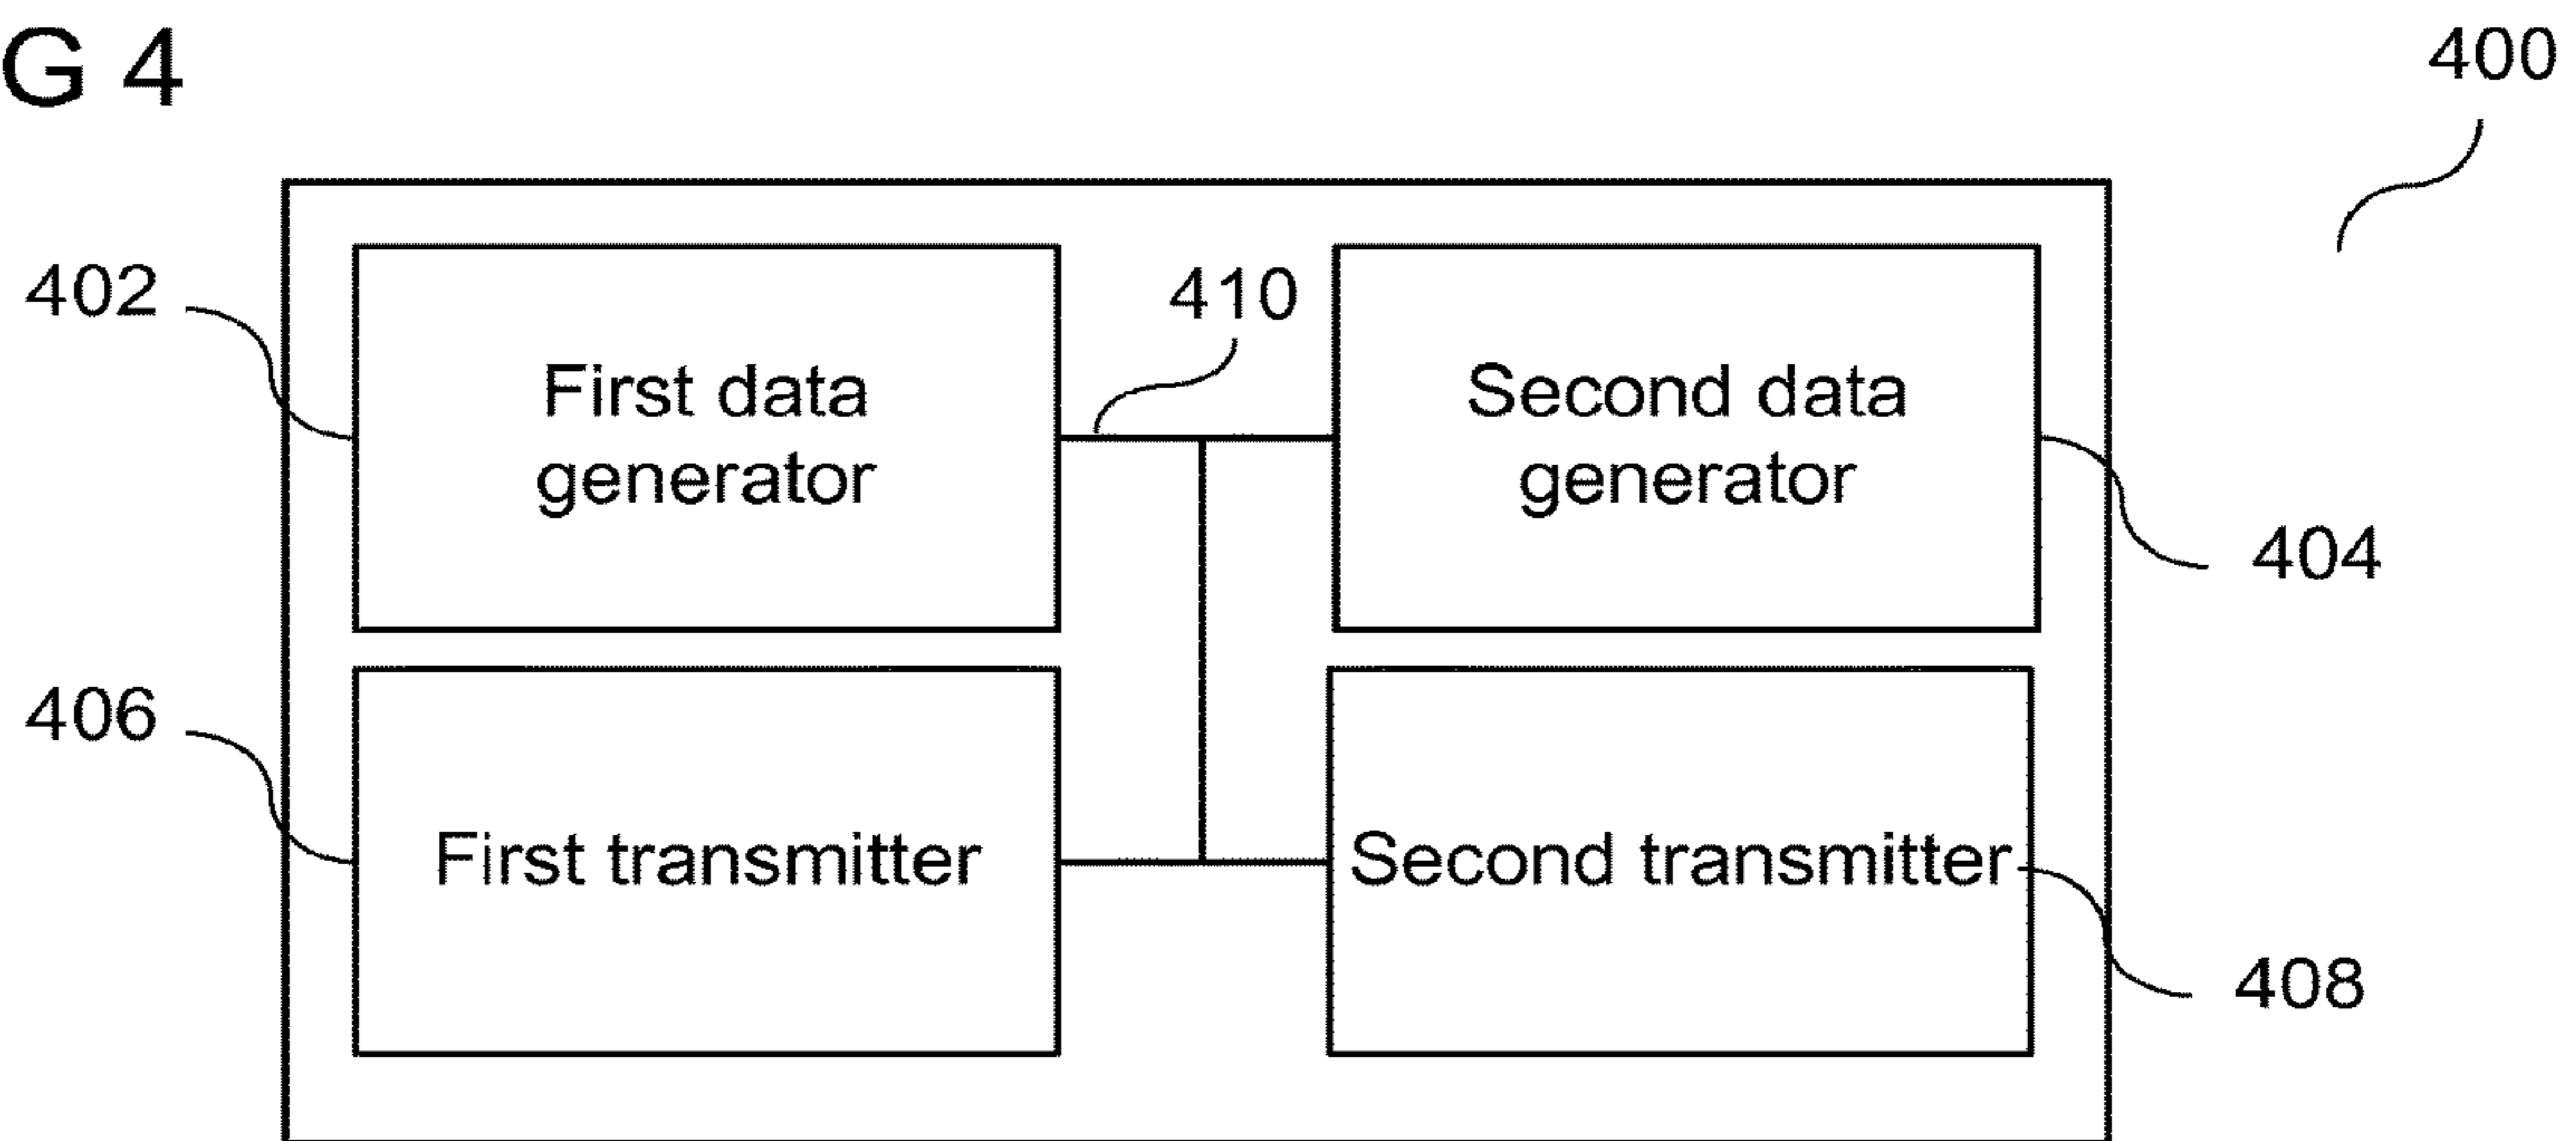 G 4
400
402
410
First data
generator
Second data
generator
404
406
First transmitter
Second transmitter
408